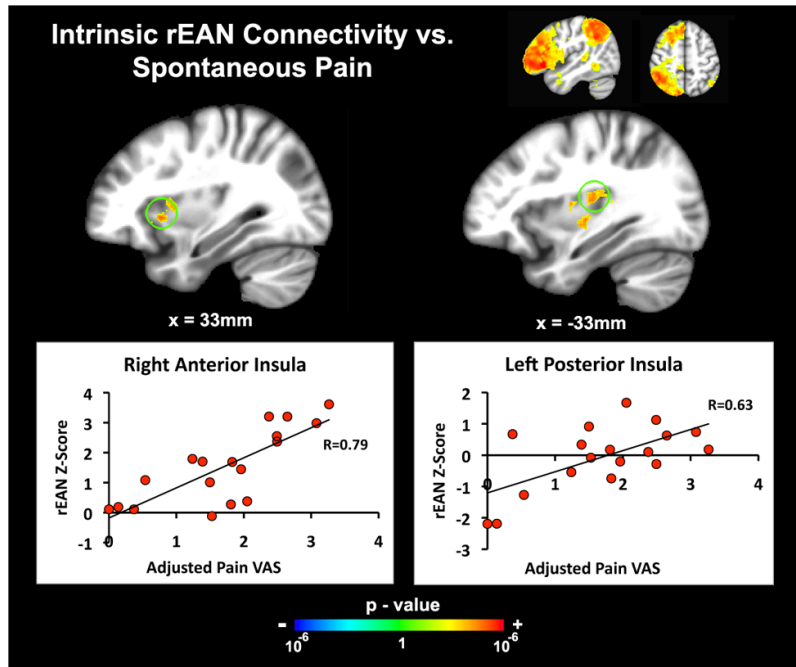 Intrinsic rEAN Connectivity vs.
Spontaneous Pain
x = 33mm
x = -33mm
Right Anterior Insula
4
3
2
1
0
-1
0
1
2
3
4
R=0.79
rEAN Z-Score
Adjusted Pain VAS
Left Posterior Insula
2
1
0
-1
-2
-3
0
1
2
3
4
R=0.63
rEAN Z-Score
Adjusted Pain VAS
p - value
- +
10-6 1 10-6